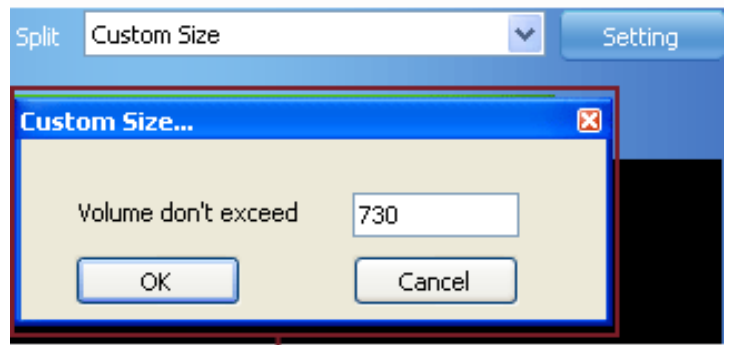 Split Custom Size Setting
Custom Size...
Volume don't exceed 730
OK Cancel